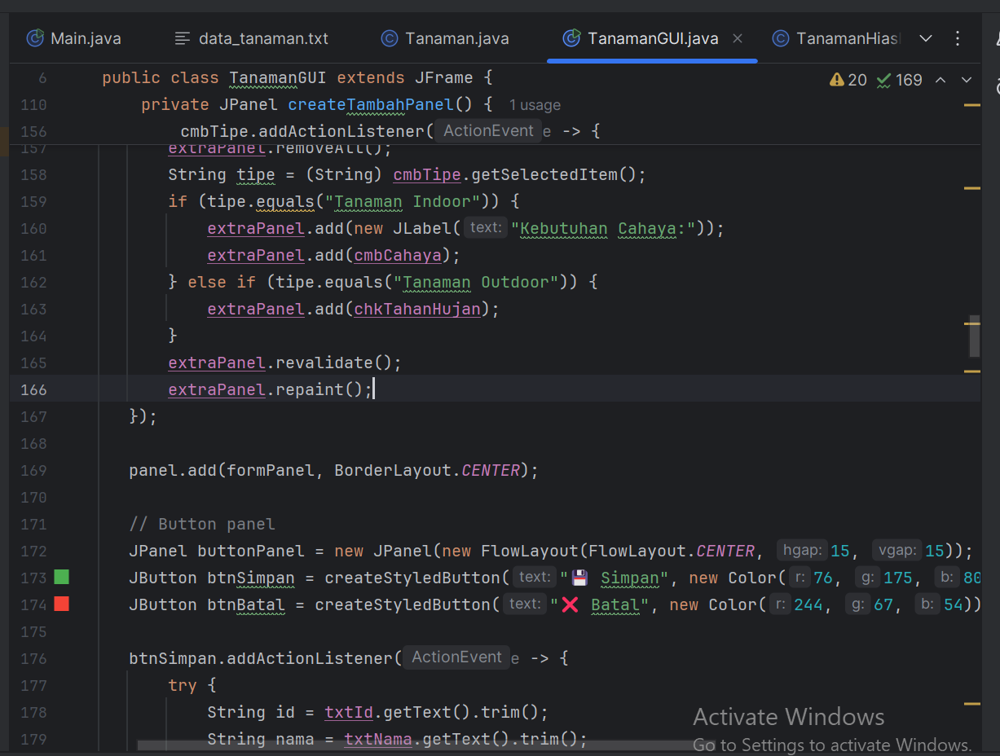 Main.java data_tanaman.txt Tanaman.java TanamanGUI.java TanamanHias
6 public class TanamanGUI extends JFrame { 20 169
110 private JPanel createTambahPanel() { 1 usage
156 cmbTipe.addActionListener( ActionEvent e -> {
157 extraPanel.removeAll();
158 String tipe = (String) cmbTipe.getSelectedItem();
159 if (tipe.equals("Tanaman Indoor")) {
160 extraPanel.add(new JLabel( text: "Kebutuhan Cahaya:"));
161 extraPanel.add(cmbCahaya);
162 } else if (tipe.equals("Tanaman Outdoor")) {
163 extraPanel.add(chkTahanHujan);
164 }
165 extraPanel.revalidate();
166 extraPanel.repaint();
167 });
168
169 panel.add(formPanel, BorderLayout.CENTER);
170
171 // Button panel
172 JPanel buttonPanel = new JPanel(new FlowLayout(FlowLayout.CENTER, hgap: 15, vgap: 15));
173 JButton btnSimpan = createStyledButton( text: "💾 Simpan", new Color( r: 76, g: 175, b: 80
174 JButton btnBatal = createStyledButton( text: "❌ Batal", new Color( r: 244, g: 67, b: 54))
175
176 btnSimpan.addActionListener( ActionEvent e -> {
177 try {
178 String id = txtId.getText().trim();
179 String nama = txtNama.getText().trim();
Activate Windows
Go to Settings to activate Windows.